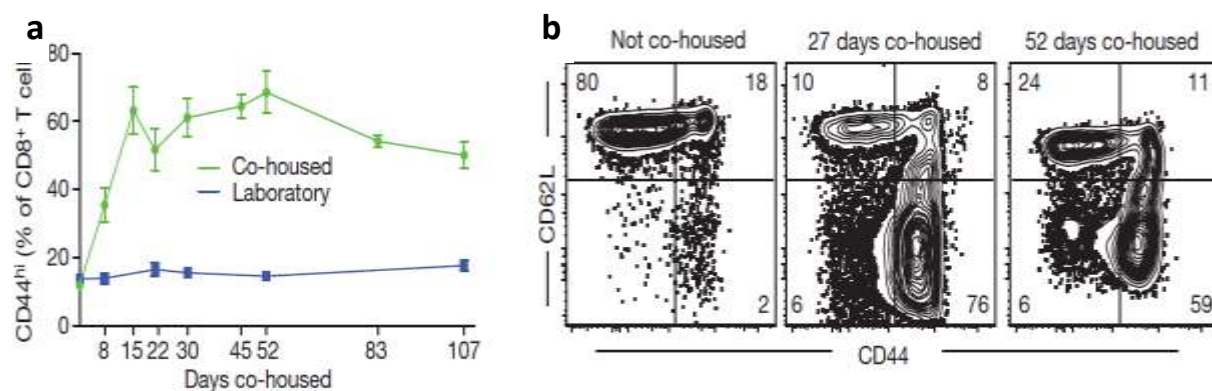 a
CD44hi (% of CD8+ T cell)
80
60
40
20
0
Co-housed
Laboratory
8 15 22 30 45 52 83 107
Days co-housed
b
Not co-housed 27 days co-housed 52 days co-housed
80 18 10 8 24 11
CD62L
2 6 76 6 59
CD44